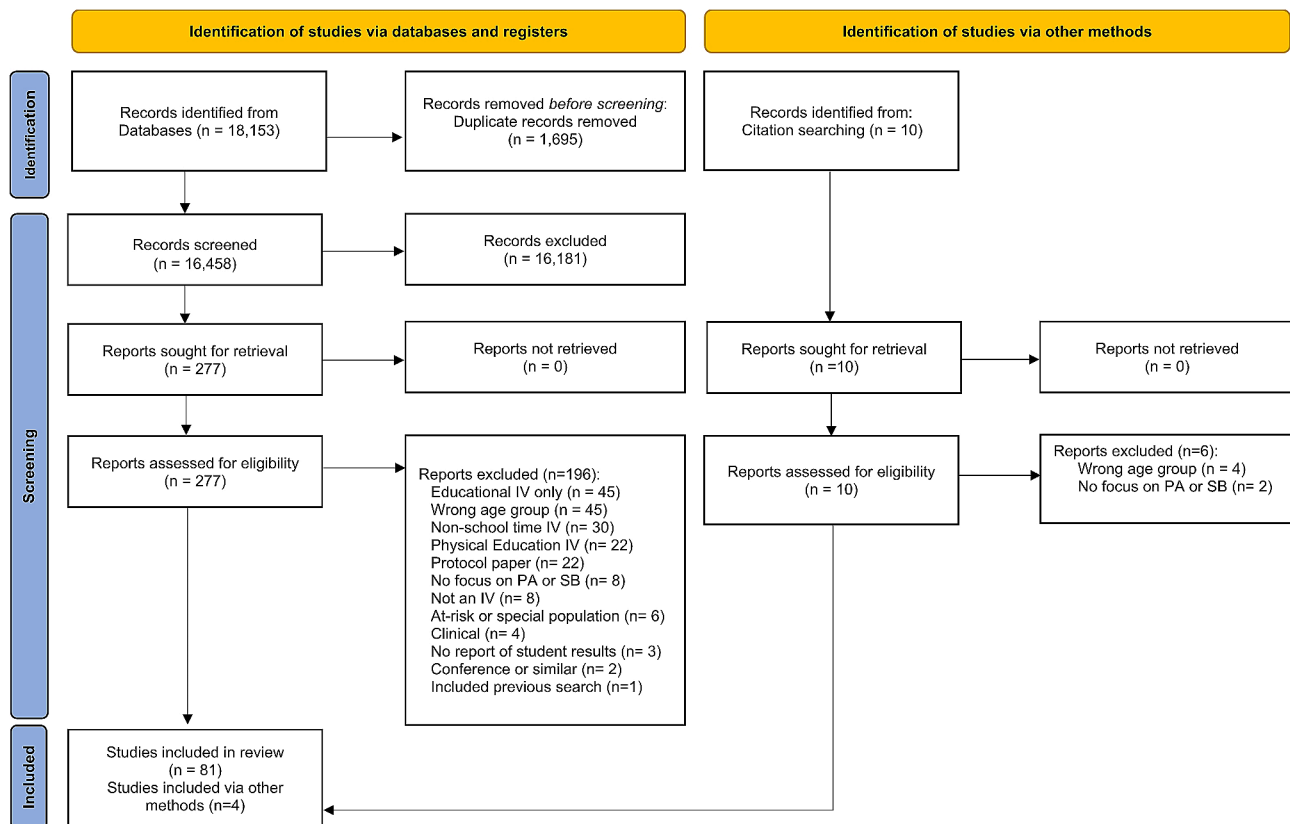 Identification of studies via databases and registers
Identification of studies via other methods
Identification
Records identified from
Databases (n = 18,153)
Records removed before screening:
Duplicate records removed
(n = 1,695)
Records identified from:
Citation searching (n = 10)
Screening
Records screened
(n = 16,458)
Records excluded
(n = 16,181)
Reports sought for retrieval
(n = 277)
Reports not retrieved
(n = 0)
Reports sought for retrieval
(n =10)
Reports not retrieved
(n = 0)
Reports assessed for eligibility
(n = 277)
Reports excluded (n=196):
Educational IV only (n = 45)
Wrong age group (n = 45)
Non-school time IV (n= 30)
Physical Education IV (n= 22)
Protocol paper (n= 22)
No focus on PA or SB (n= 8)
Not an IV (n= 8)
At-risk or special population (n= 6)
Clinical (n= 4)
No report of student results (n= 3)
Conference or similar (n= 2)
Included previous search (n=1)
Reports assessed for eligibility
(n = 10)
Reports excluded (n=6):
Wrong age group (n = 4)
No focus on PA or SB (n= 2)
Included
Studies included in review
(n = 81)
Studies included via other
methods (n=4)